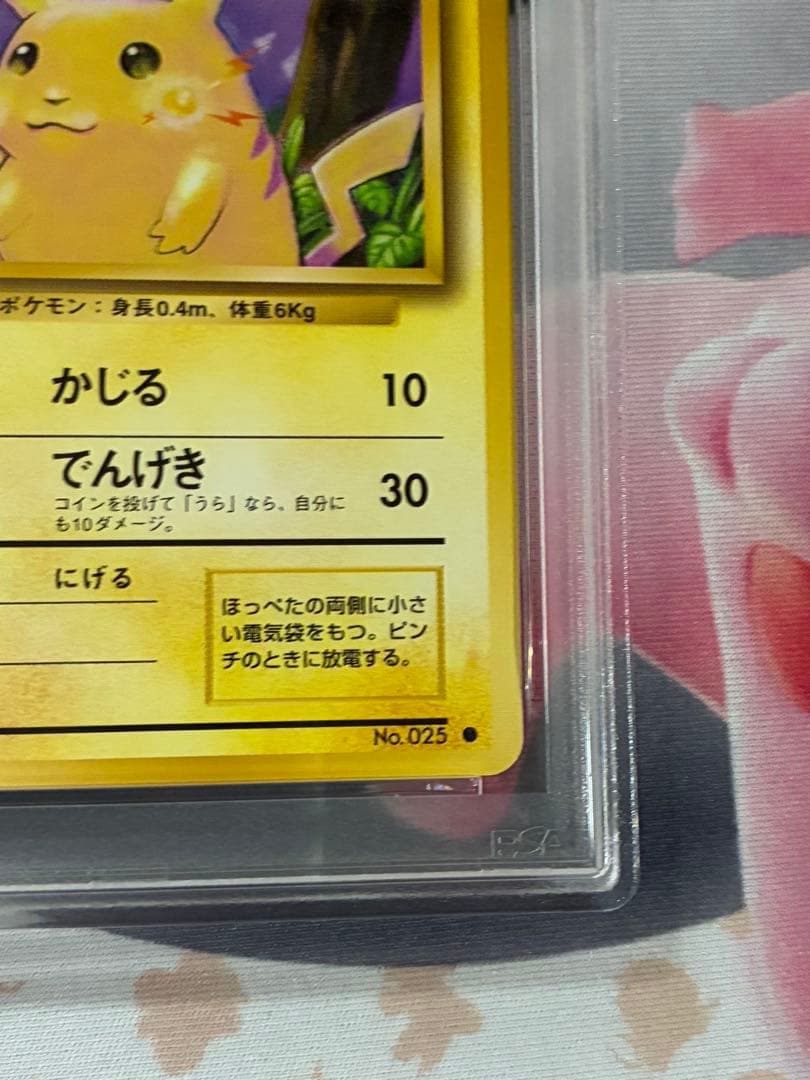 ポケモン：身長0.4m、体重6Kg
かじる 10
でんげき 30
コインを投げて「うら」なら、自分に
も10ダメージ。
にげる
ほっぺたの両側に小さ
い電気袋をもつ。ピン
チのときに放電する。
No.025 ●
PSA